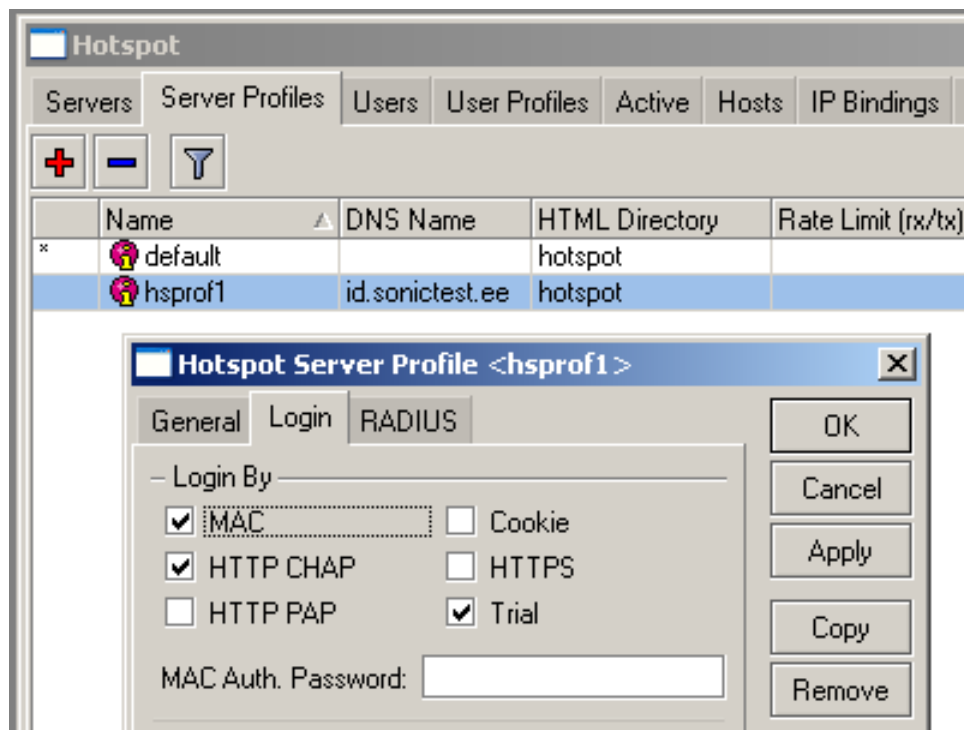 Hotspot
Servers Server Profiles Users User Profiles Active Hosts IP Bindings
Name DNS Name HTML Directory Rate Limit (rx/tx)
* default hotspot
hsprof1 id.sonictest.ee hotspot
Hotspot Server Profile <hsprof1>
General Login RADIUS
OK
Login By
Cancel
MAC Cookie
Apply
HTTP CHAP HTTPS
HTTP PAP Trial
Copy
MAC Auth. Password:
Remove